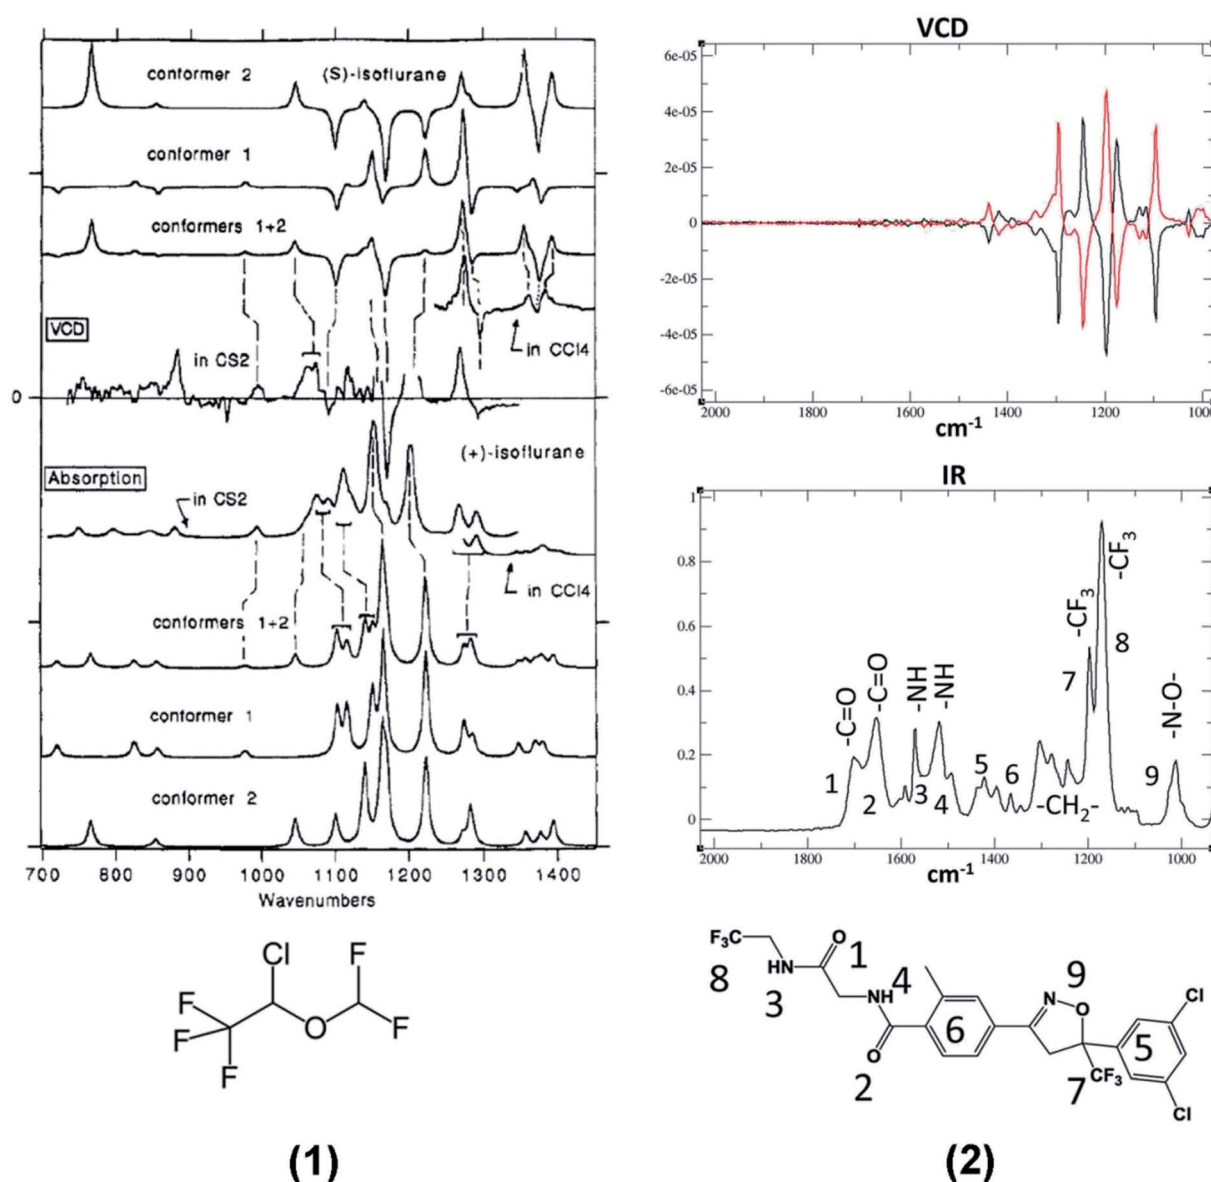 conformer 2
(S)-isoflurane
conformer 1
conformers 1+2
VCD
in CS2
in CCl4
0
(+)-isoflurane
Absorption
in CS2
in CCl4
conformers 1+2
conformer 1
conformer 2
700 800 900 1000 1100 1200 1300 1400
Wavenumbers
Cl
F
F
O
F
F
F
(1)
VCD
6e-05
4e-05
2e-05
0
-2e-05
-4e-05
-6e-05
2000 1800 1600 1400 1200 1000
cm-1
IR
1
0.8
0.6
0.4
0.2
0
-C=O
-C=O
-NH
-NH
-CF3
-CF3
-N-O-
1
2
3
4
5
6
-CH2-
7
8
9
2000 1800 1600 1400 1200 1000
cm-1
F3C
8
HN
3
O
1
NH
4
O
2
6
N
O
9
7
CF3
5
Cl
Cl
(2)